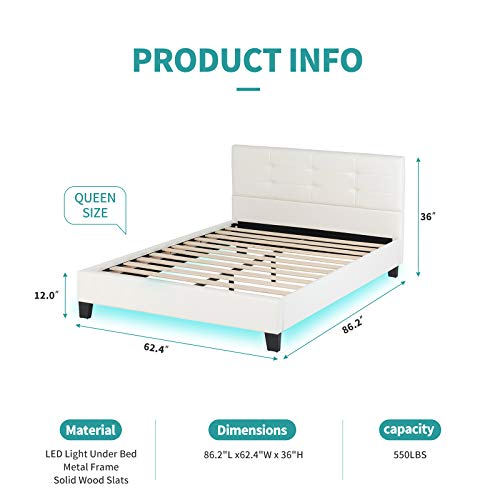 PRODUCT INFO
QUEEN
SIZE
36"
12.0"
86.2"
62.4"
Material
Dimensions
capacity
LED Light Under Bed
Metal Frame
Solid Wood Slats
86.2"L x62.4"W x 36"H
550LBS